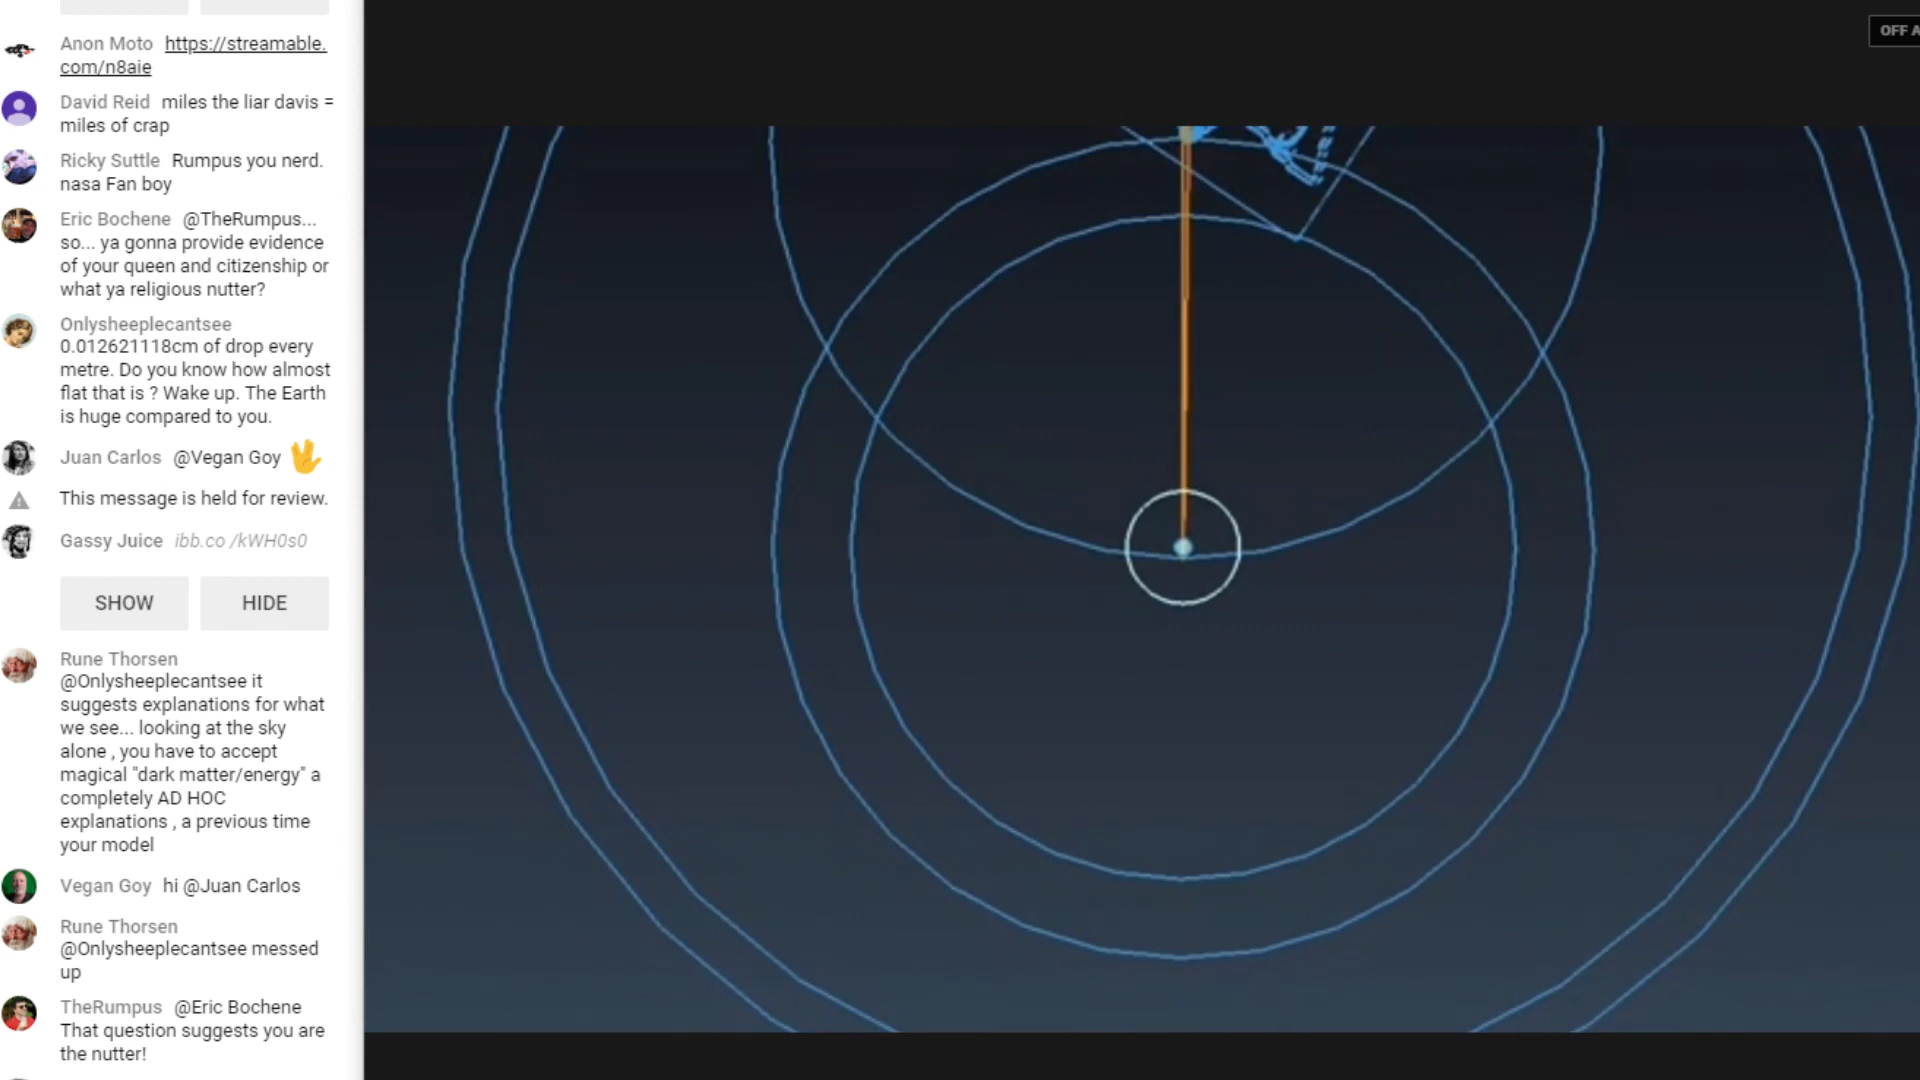 Anon Moto https://streamable.
com/n8aie
David Reid miles the liar davis =
miles of crap
Ricky Suttle Rumpus you nerd.
nasa Fan boy
Eric Bochene @TheRumpus...
so... ya gonna provide evidence
of your queen and citizenship or
what ya religious nutter?
Onlysheeplecantsee
0.012621118cm of drop every
metre. Do you know how almost
flat that is ? Wake up. The Earth
is huge compared to you.
Juan Carlos @Vegan Goy 🖖
This message is held for review.
Gassy Juice ibb.co /kWH0s0
SHOW HIDE
Rune Thorsen
@Onlysheeplecantsee it
suggests explanations for what
we see... looking at the sky
alone , you have to accept
magical "dark matter/energy" a
completely AD HOC
explanations , a previous time
your model
Vegan Goy hi @Juan Carlos
Rune Thorsen
@Onlysheeplecantsee messed
up
TheRumpus @Eric Bochene
That question suggests you are
the nutter!
OFF A